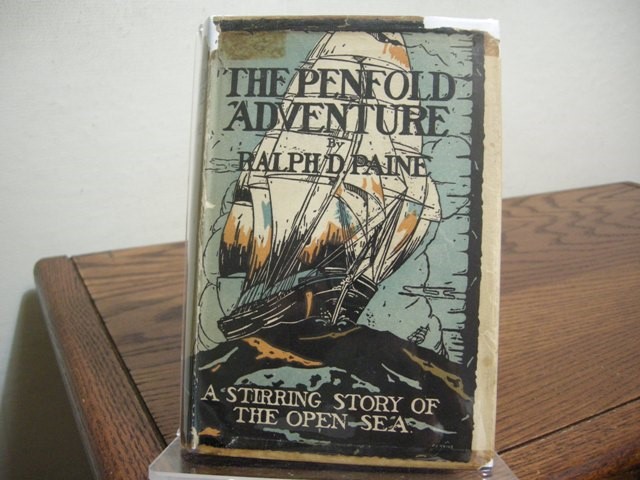 THE PENFOLD
ADVENTURE
By
RALPH D. PAINE
A STIRRING STORY OF
THE OPEN SEA.